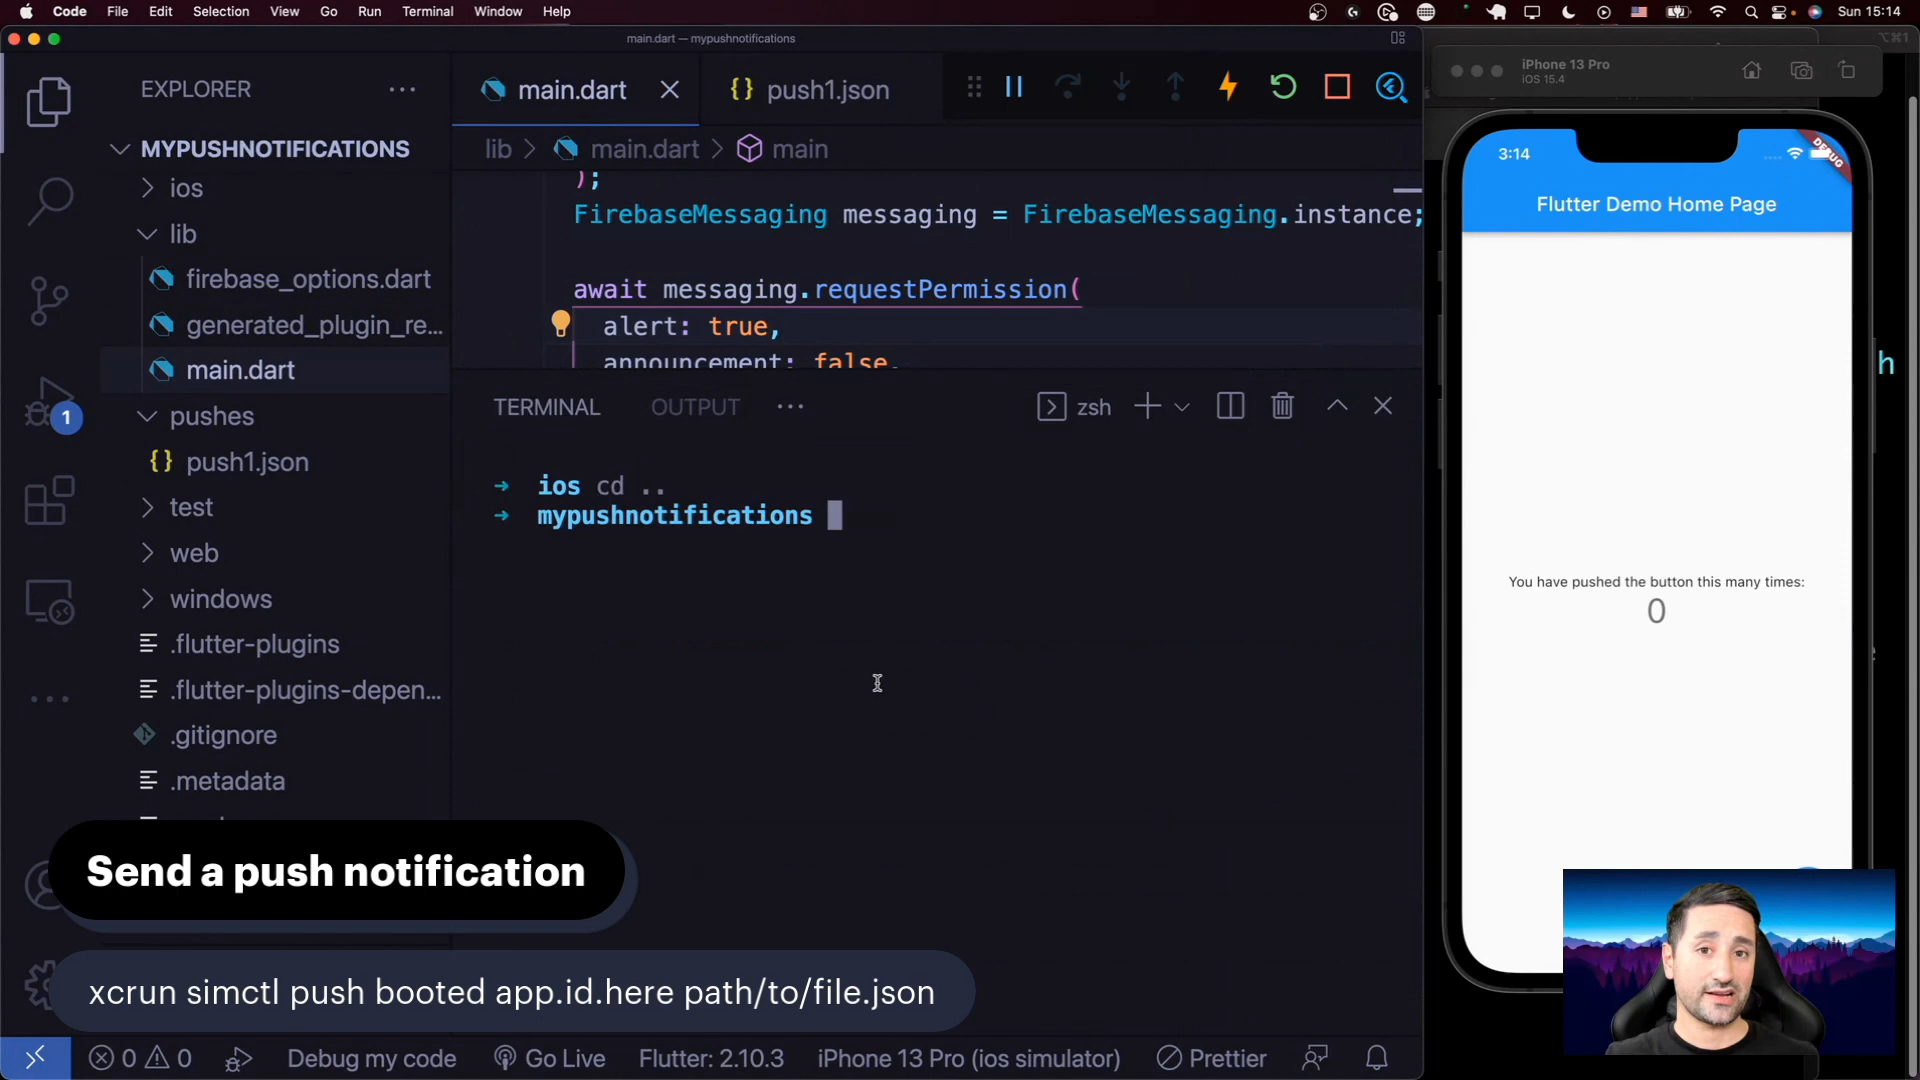 Code File Edit Selection View Go Run Terminal Window Help
Sun 15:14
main.dart — mypushnotifications
⌥⌘1
EXPLORER
main.dart
push1.json
iPhone 13 Pro
iOS 15.4
MYPUSHNOTIFICATIONS
lib > main.dart > main
ios
lib
firebase_options.dart
generated_plugin_re...
main.dart
pushes
push1.json
test
web
windows
.flutter-plugins
.flutter-plugins-depen...
.gitignore
.metadata
1
);
FirebaseMessaging messaging = FirebaseMessaging.instance;
await messaging.requestPermission(
alert: true,
announcement: false,
TERMINAL OUTPUT
zsh
→ ios cd ..
→ mypushnotifications
3:14
DEBUG
Flutter Demo Home Page
You have pushed the button this many times:
0
h
Send a push notification
xcrun simctl push booted app.id.here path/to/file.json
0 0 Debug my code Go Live Flutter: 2.10.3 iPhone 13 Pro (ios simulator) Prettier